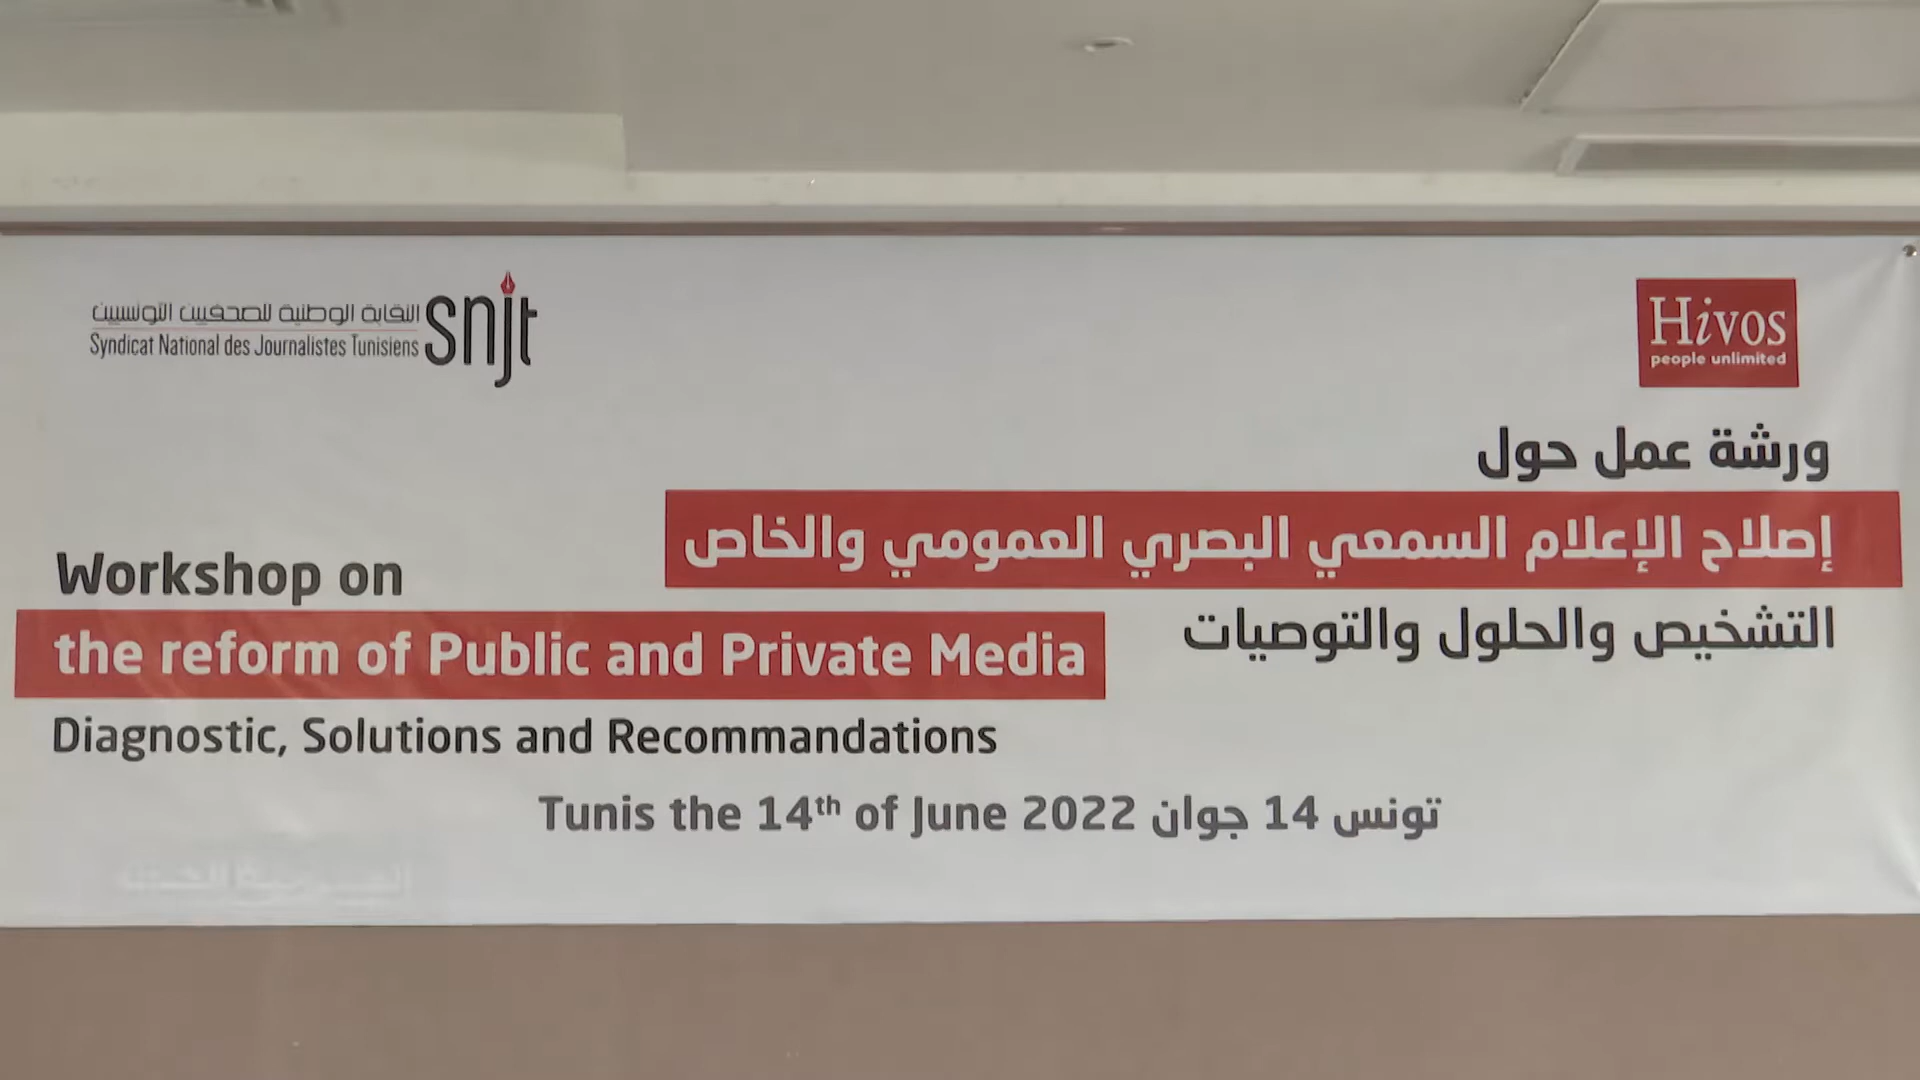 النقابة الوطنية للصحفيين التونسيين
Syndicat National des Journalistes Tunisiens
snjt
Hivos
people unlimited
ورشة عمل حول
إصلاح الإعلام السمعي البصري العمومي والخاص
التشخيص والحلول والتوصيات
Workshop on
the reform of Public and Private Media
Diagnostic, Solutions and Recommandations
Tunis the 14th of June 2022 تونس 14 جوان